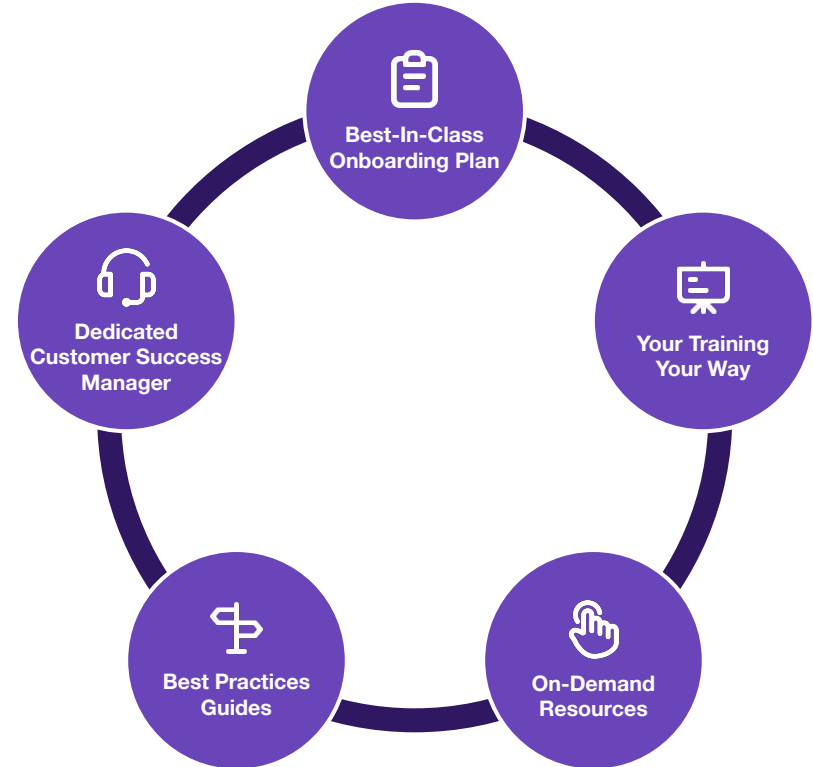 Best-In-Class
Onboarding Plan
Your Training
Your Way
On-Demand
Resources
Best Practices
Guides
Dedicated
Customer Success
Manager